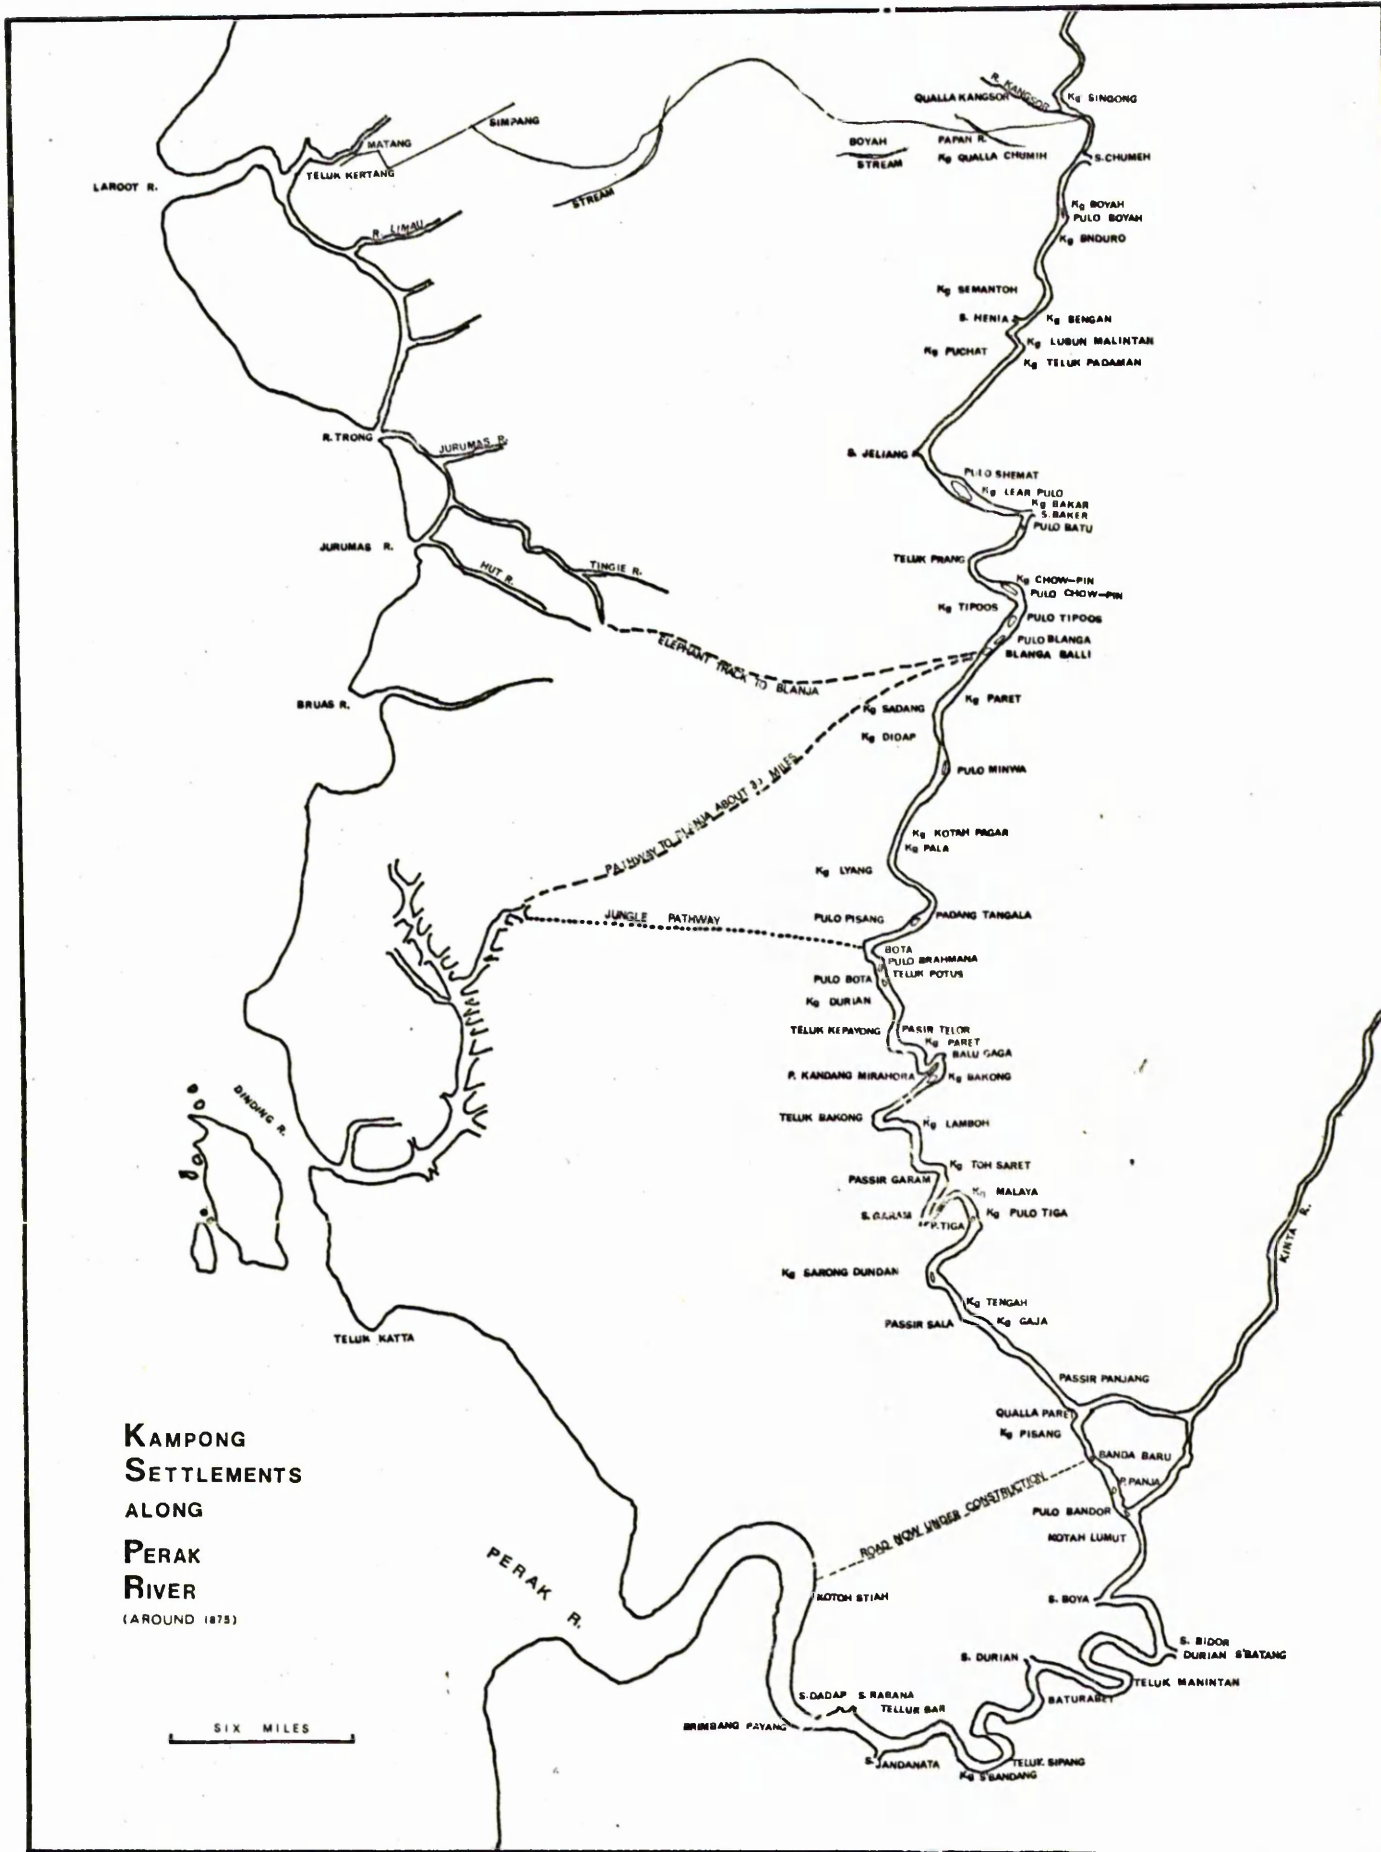 R. KANGSOR
QUALLA KANGSOR
Kg SINGONG
SIMPANG
MATANG
BOYAH
STREAM
PAPAN R.
Kg QUALLA CHUMIH
S. CHUMEH
TELUK KERTANG
LAROOT R.
STREAM
Kg BOYAH
PULO BOYAH
R. LIMAU
Kg BNDURO
Kg SEMANTOH
S. HENIA
Kg BENGAN
Kg LUBUN MALINTAN
Kg PUCHAT
Kg TELUK PADAMAN
R. TRONG
JURUMAS R.
S. JELIANG
PULO SHEMAT
Kg LEAR PULO
Kg BAKAR
S. BAKER
PULO BATU
JURUMAS R.
TELUK PRANG
HUT R.
TINGIE R.
Kg CHOW-PIN
PULO CHOW-PIN
Kg TIPOOS
PULO TIPOOS
PULO BLANGA
BLANGA BALLI
ELEPHANT TRACK TO BLANJA
BRUAS R.
Kg PARET
Kg SADANG
Kg DIDAP
PULO MINWA
PATHWAY TO BLANJA ABOUT MILES
Kg KOTAH PAGAR
Kg PALA
Kg LYANG
JUNGLE PATHWAY
PULO PISANG
PADANG TANGALA
BOTA
PULO BRAHMANA
TELUK POTUS
PULO BOTA
Kg DURIAN
TELUK KEPAYONG
PASIR TELOR
Kg PARET
BALU GAGA
P. KANDANG MIRAHORA
Kg BAKONG
DINDING R.
TELUK BAKONG
Kg LAMBOH
Kg TOH SARET
PASSIR GARAM
Kg MALAYA
S. GARAM
P. TIGA
Kg PULO TIGA
KINTA R.
Kg SARONG DUNDAN
Kg TENGAH
PASSIR SALA
Kg GAJA
TELUK KATTA
PASSIR PANJANG
QUALLA PARET
Kg PISANG
BANDA BARU
P. PANJA
PULO BANDOR
KOTAH LUMUT
ROAD NOW UNDER CONSTRUCTION
KAMPONG
SETTLEMENTS
ALONG
PERAK
RIVER
(AROUND 1875)
PERAK R.
KOTOH STIAH
S. BOYA
S. BIDOR
DURIAN S'BATANG
S. DURIAN
TELUK MANINTAN
BATURABET
S. DADAP
S. RABANA
TELLUK BAR
BRIMBANG PAYANG
S. JANDANATA
TELUK SIPANG
Kg S'BANDANG
SIX MILES